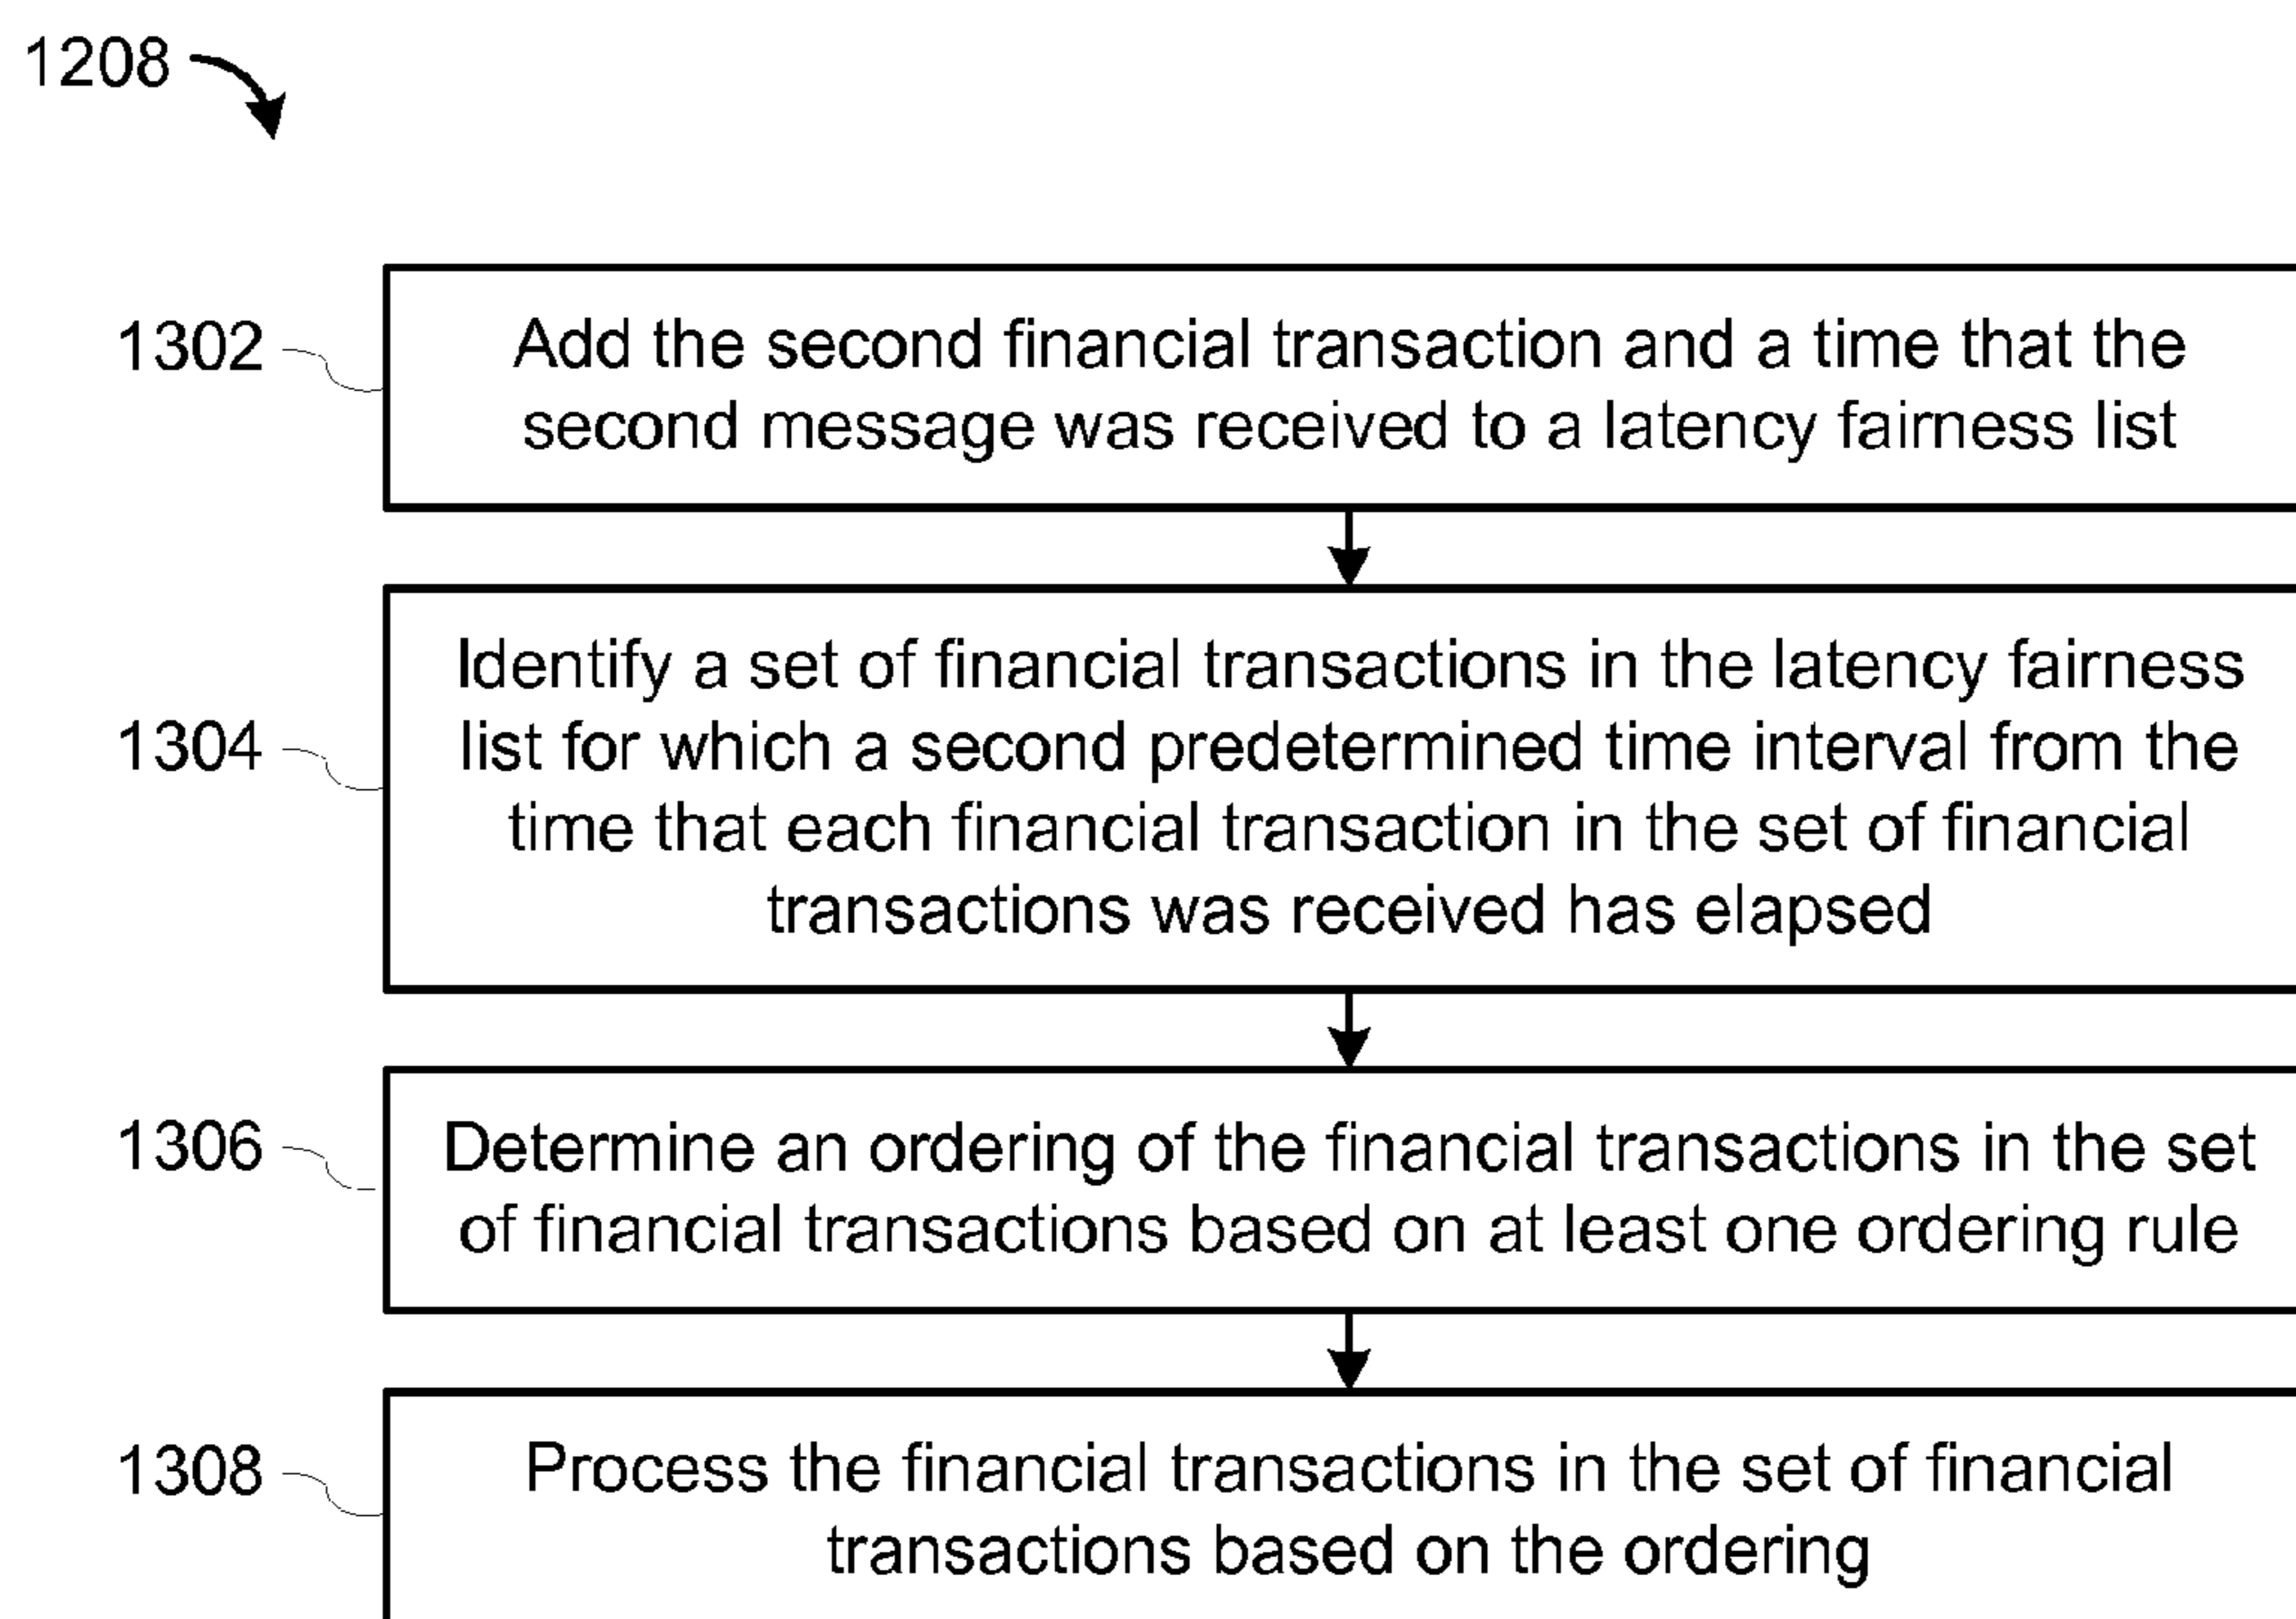 1208
1302
Add the second financial transaction and a time that the
second message was received to a latency fairness list
1304
Identify a set of financial transactions in the latency fairness
list for which a second predetermined time interval from the
time that each financial transaction in the set of financial
transactions was received has elapsed
1306
Determine an ordering of the financial transactions in the set
of financial transactions based on at least one ordering rule
1308
Process the financial transactions in the set of financial
transactions based on the ordering